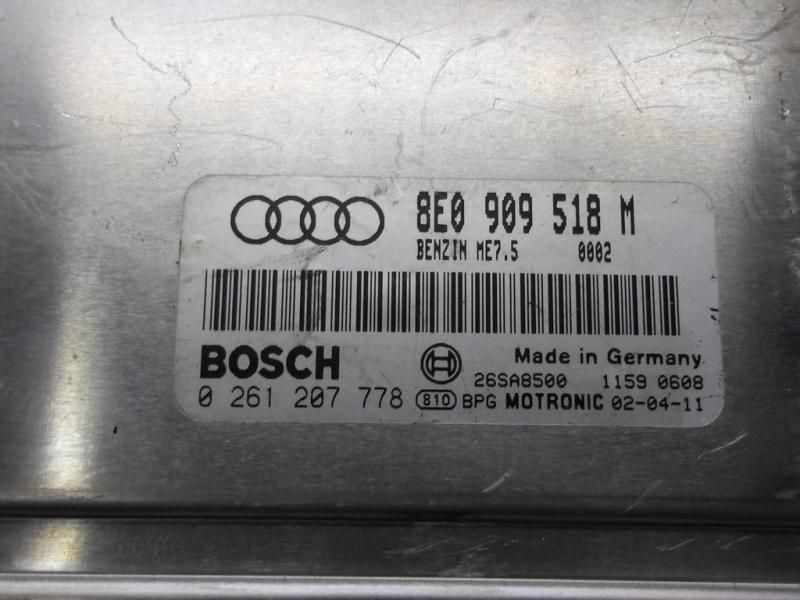 8E0 909 518 M
BENZIN ME7.5 0002
BOSCH
Made in Germany
26SA8500 1159 0608
0 261 207 778
810 BPG MOTRONIC 02-04-11